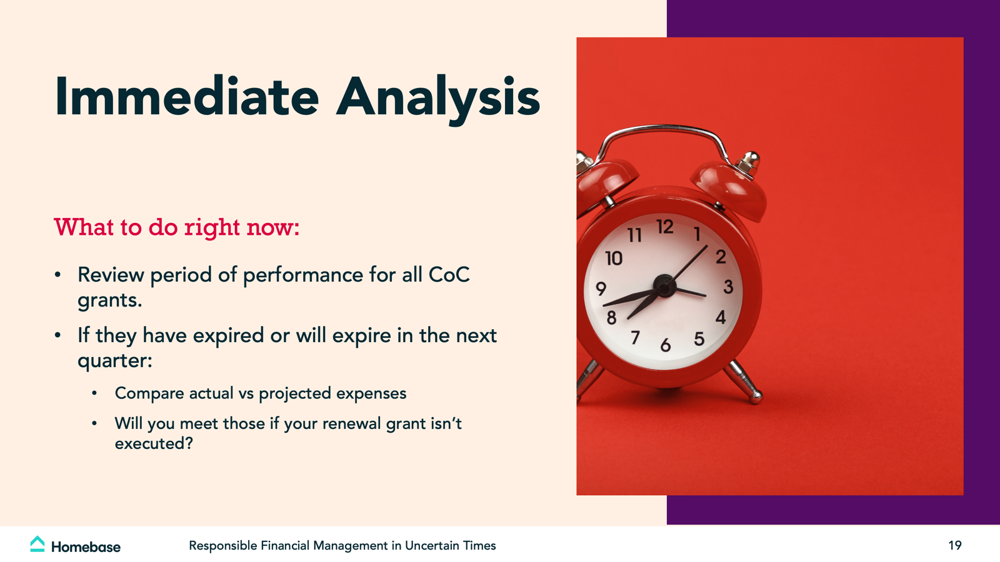 Immediate Analysis
What to do right now:
• Review period of performance for all CoC
grants.
• If they have expired or will expire in the next
quarter:
• Compare actual vs projected expenses
• Will you meet those if your renewal grant isn’t
executed?
12
1
2
3
4
5
6
7
8
9
10
11
Homebase
Responsible Financial Management in Uncertain Times
19